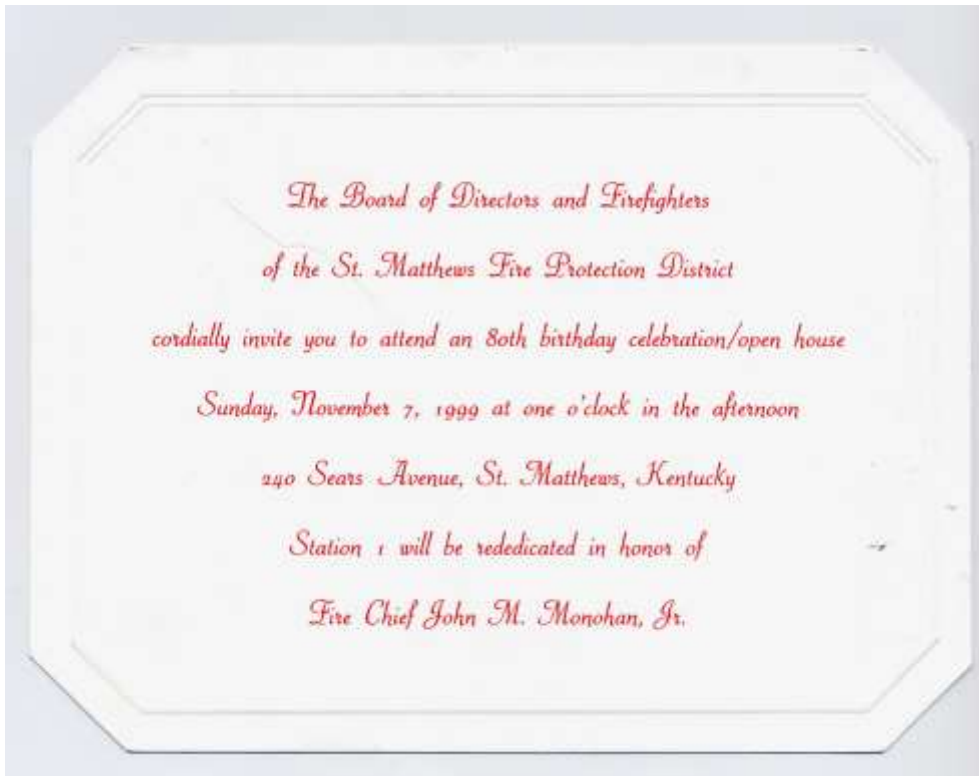 The Board of Directors and Firefighters
of the St. Matthews Fire Protection District
cordially invite you to attend an 80th birthday celebration/open house
Sunday, November 7, 1999 at one o'clock in the afternoon
240 Sears Avenue, St. Matthews, Kentucky
Station 1 will be rededicated in honor of
Fire Chief John M. Monohan, Jr.